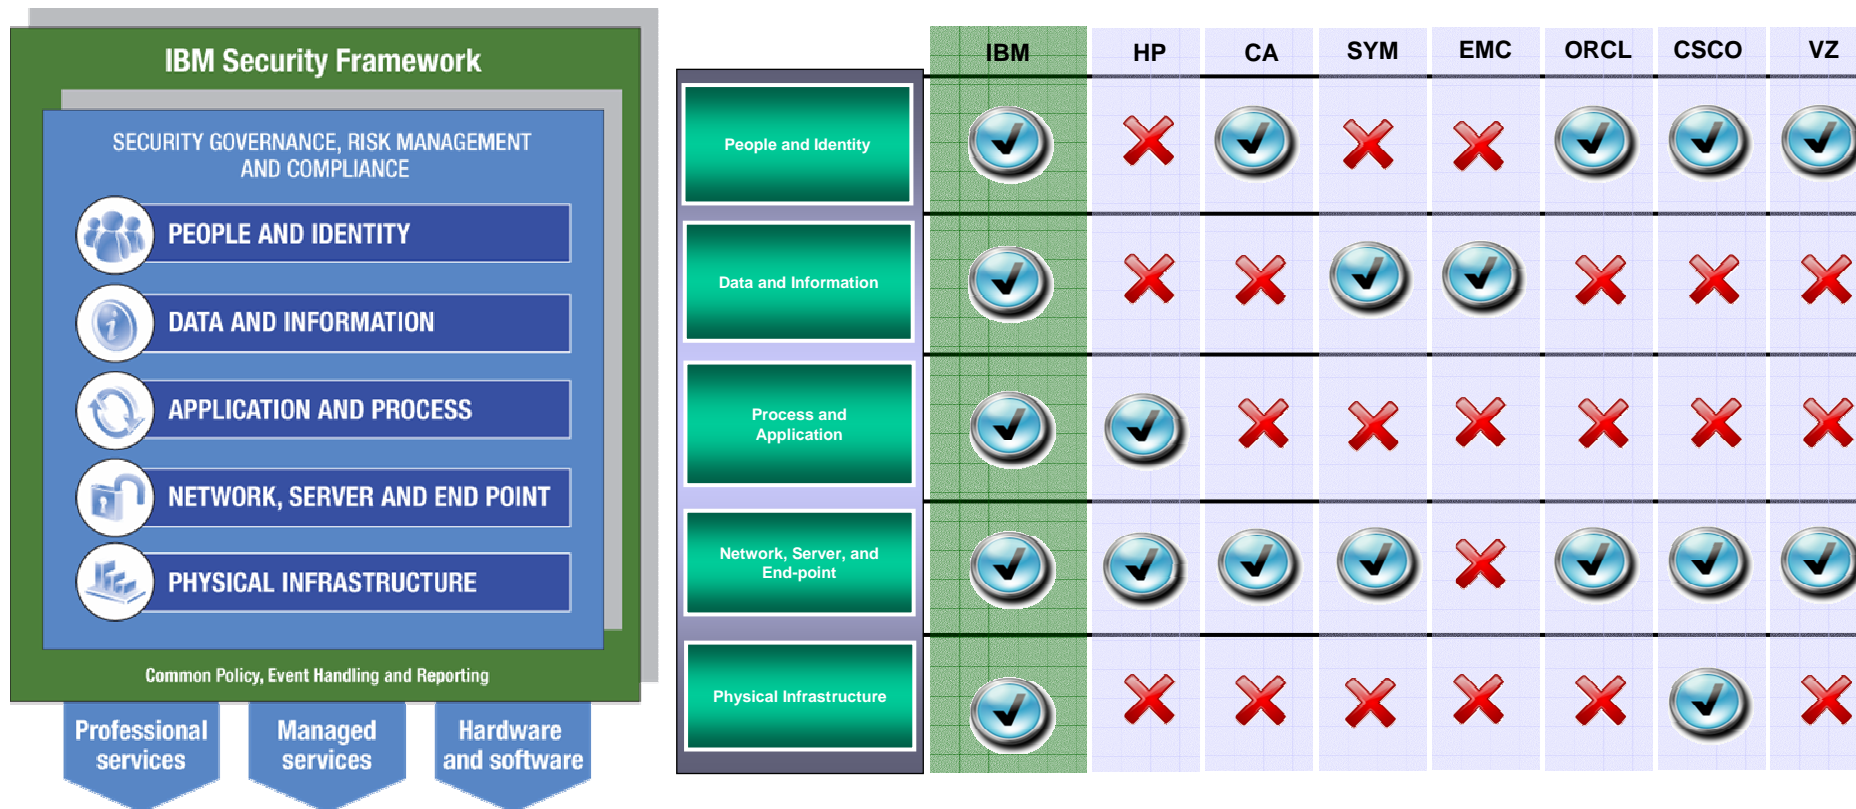 IBM Security Framework
SECURITY GOVERNANCE, RISK MANAGEMENT
AND COMPLIANCE
PEOPLE AND IDENTITY
DATA AND INFORMATION
APPLICATION AND PROCESS
NETWORK, SERVER AND END POINT
PHYSICAL INFRASTRUCTURE
Common Policy, Event Handling and Reporting
Professional
services
Managed
services
Hardware
and software
IBM HP CA SYM EMC ORCL CSCO VZ
People and Identity
Data and Information
Process and
Application
Network, Server, and
End-point
Physical Infrastructure